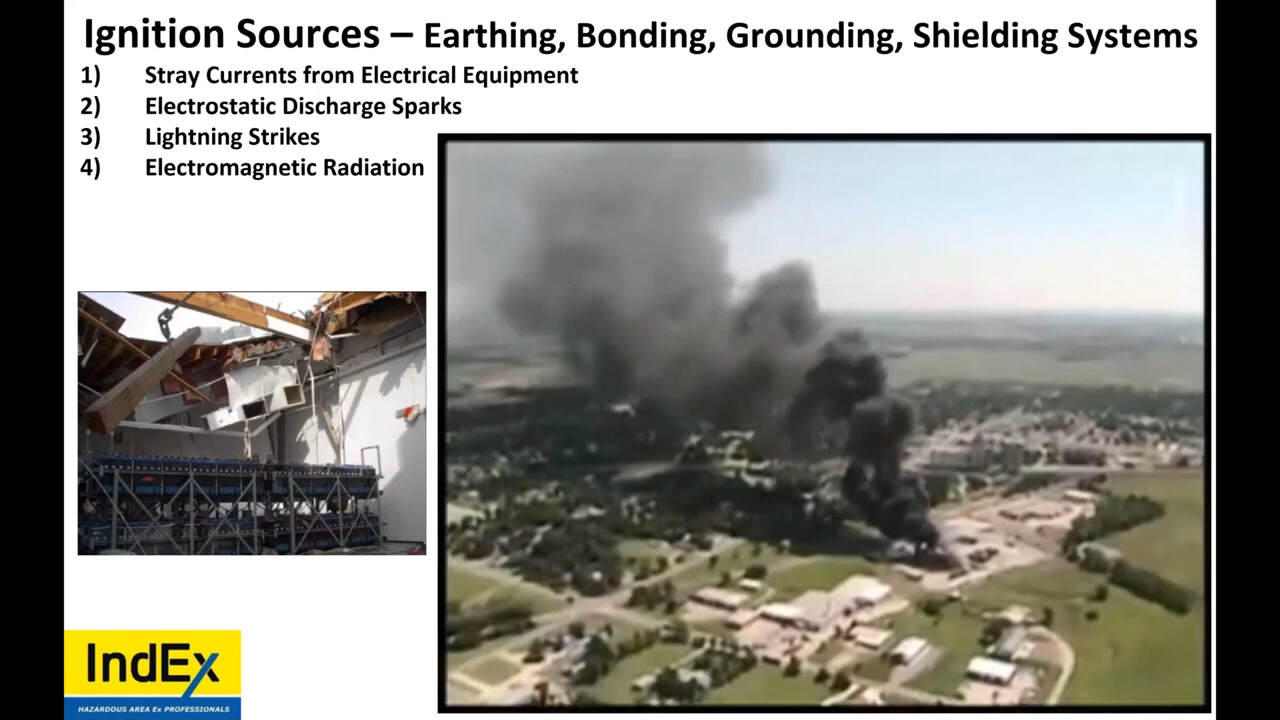 Ignition Sources – Earthing, Bonding, Grounding, Shielding Systems
1) Stray Currents from Electrical Equipment
2) Electrostatic Discharge Sparks
3) Lightning Strikes
4) Electromagnetic Radiation
IndEx
HAZARDOUS AREA Ex PROFESSIONALS